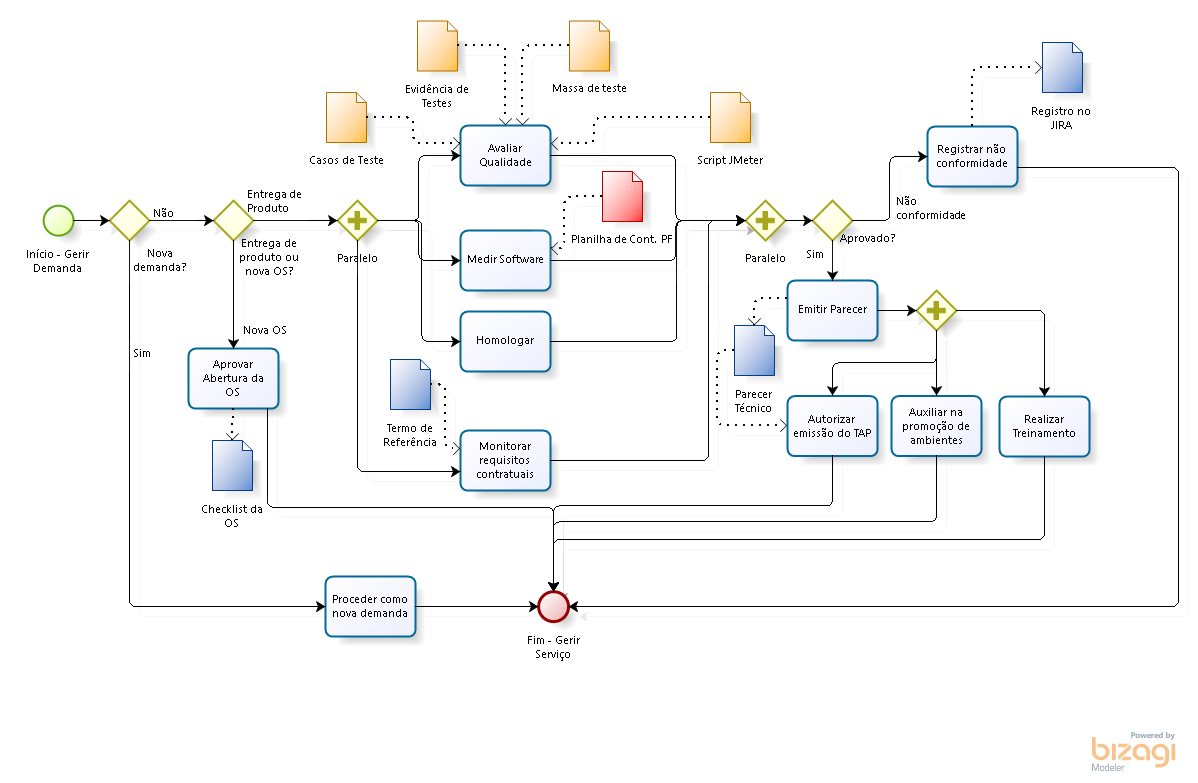 Evidência de
Testes
Massa de teste
Registro no
JIRA
Casos de Teste
Avaliar
Qualidade
Script JMeter
Registrar não
conformidade
Início - Gerir
Demanda
Não
Nova
demanda?
Entrega de
Produto
Entrega de
produto ou
nova OS?
Paralelo
Medir Software
Planilha de Cont. PF
Paralelo
Não
conformidade
Aprovado?
Sim
Emitir Parecer
Sim
Nova OS
Homologar
Aprovar
Abertura da
OS
Termo de
Referência
Monitorar
requisitos
contratuais
Parecer
Técnico
Autorizar
emissão do TAP
Auxiliar na
promoção de
ambientes
Realizar
Treinamento
Checklist da
OS
Proceder como
nova demanda
Fim - Gerir
Serviço
Powered by
bizagi
Modeler